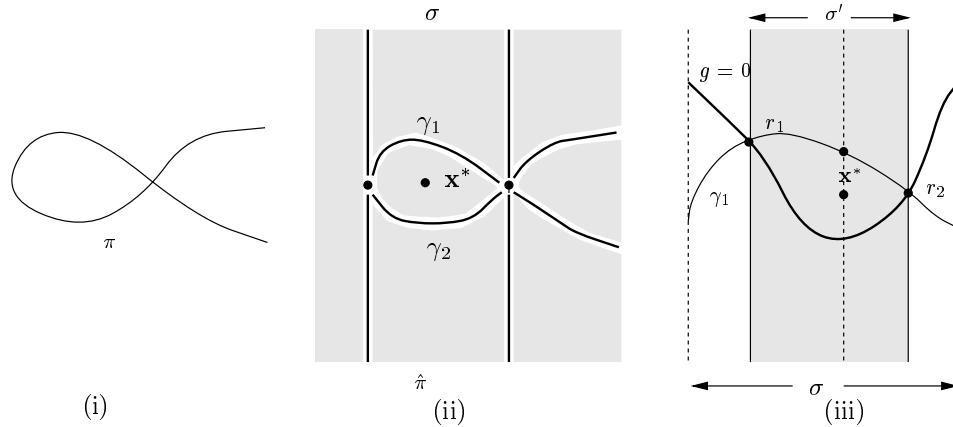 π
(i)
σ
γ₁
x*
γ₂
π̂
(ii)
σ′
g = 0
r₁
x*
γ₁
r₂
σ
(iii)